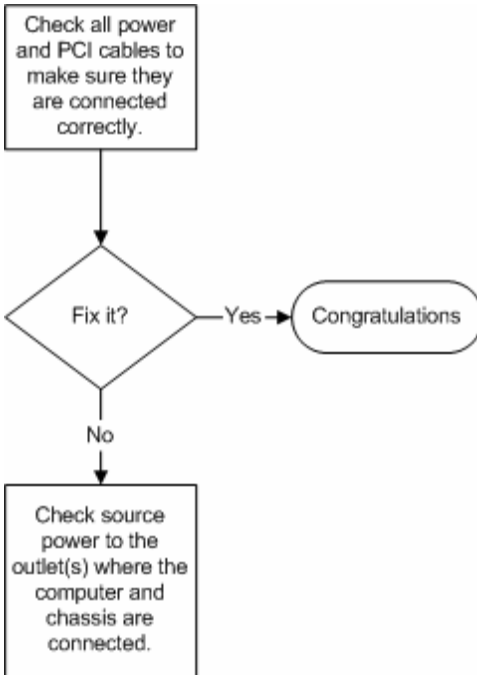 Check all power
and PCI cables to
make sure they
are connected
correctly.
Fix it?
Yes
Congratulations
No
Check source
power to the
outlet(s) where the
computer and
chassis are
connected.